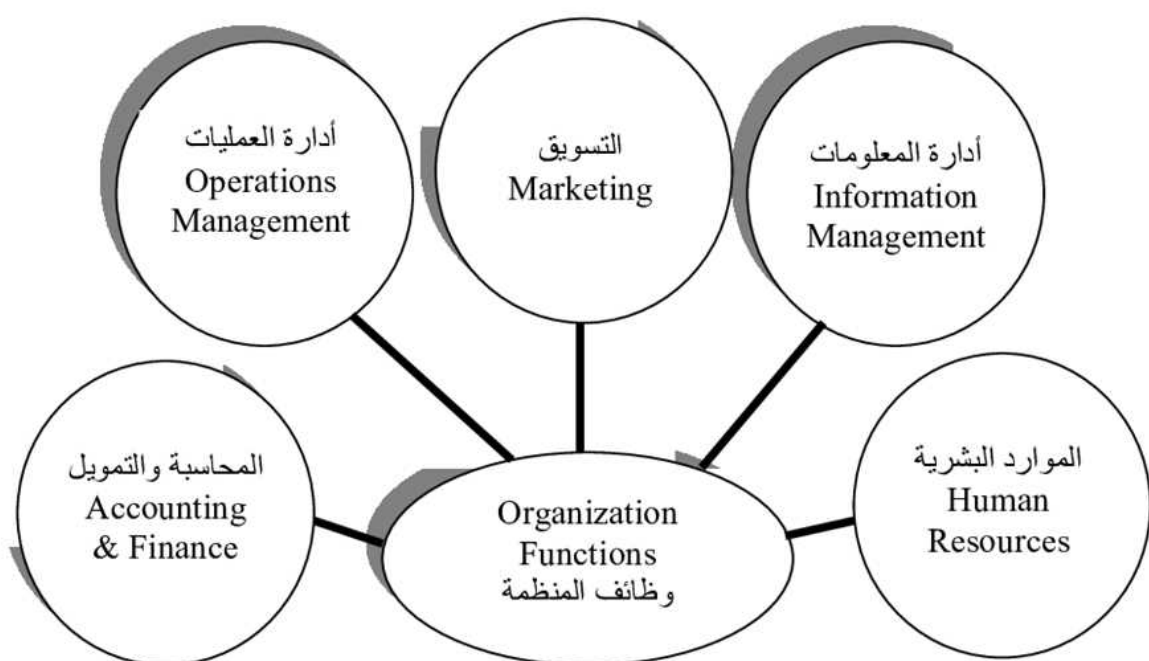 أدارة العمليات
Operations
Management
التسويق
Marketing
أدارة المعلومات
Information
Management
المحاسبة والتمويل
Accounting
& Finance
Organization
Functions
وظائف المنظمة
الموارد البشرية
Human
Resources